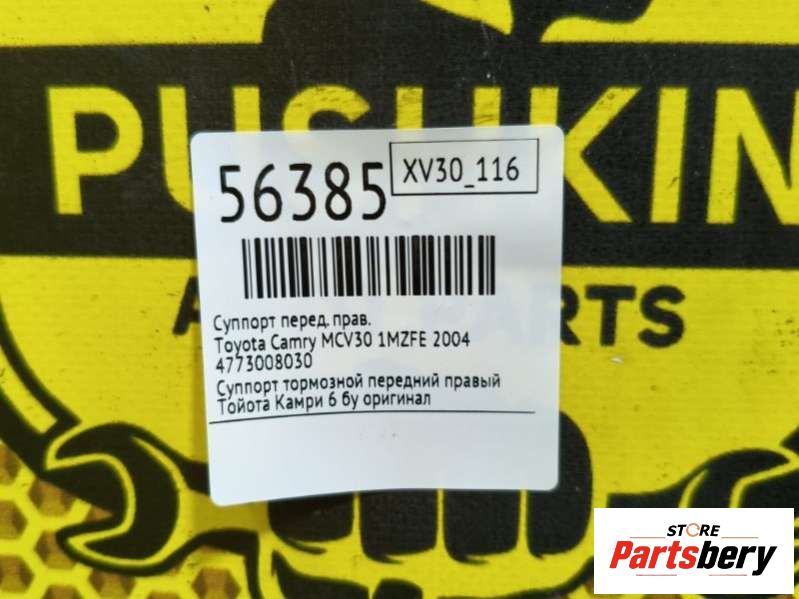 PUSHKIN
56385
XV30_116
Суппорт перед. прав.
Toyota Camry MCV30 1MZFE 2004
4773008030
Суппорт тормозной передний правый
Тойота Камри 6 бу оригинал
STORE
Partsbery